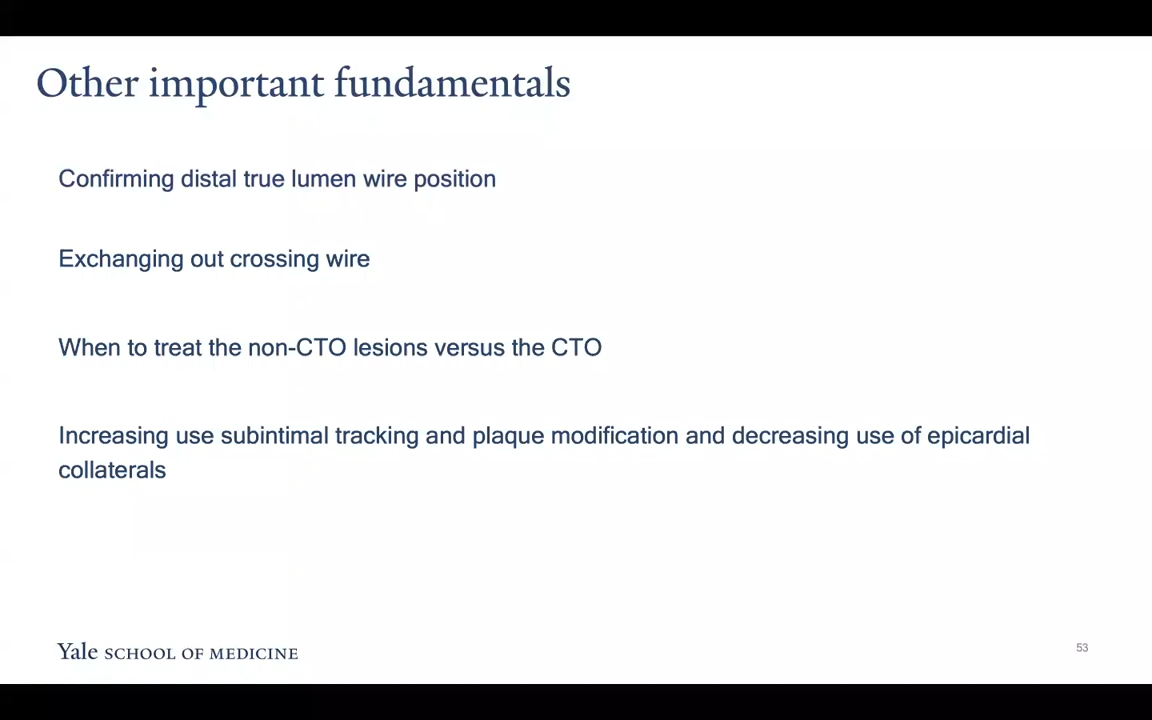 Other important fundamentals
Confirming distal true lumen wire position
Exchanging out crossing wire
When to treat the non-CTO lesions versus the CTO
Increasing use subintimal tracking and plaque modification and decreasing use of epicardial
collaterals
Yale SCHOOL OF MEDICINE
53